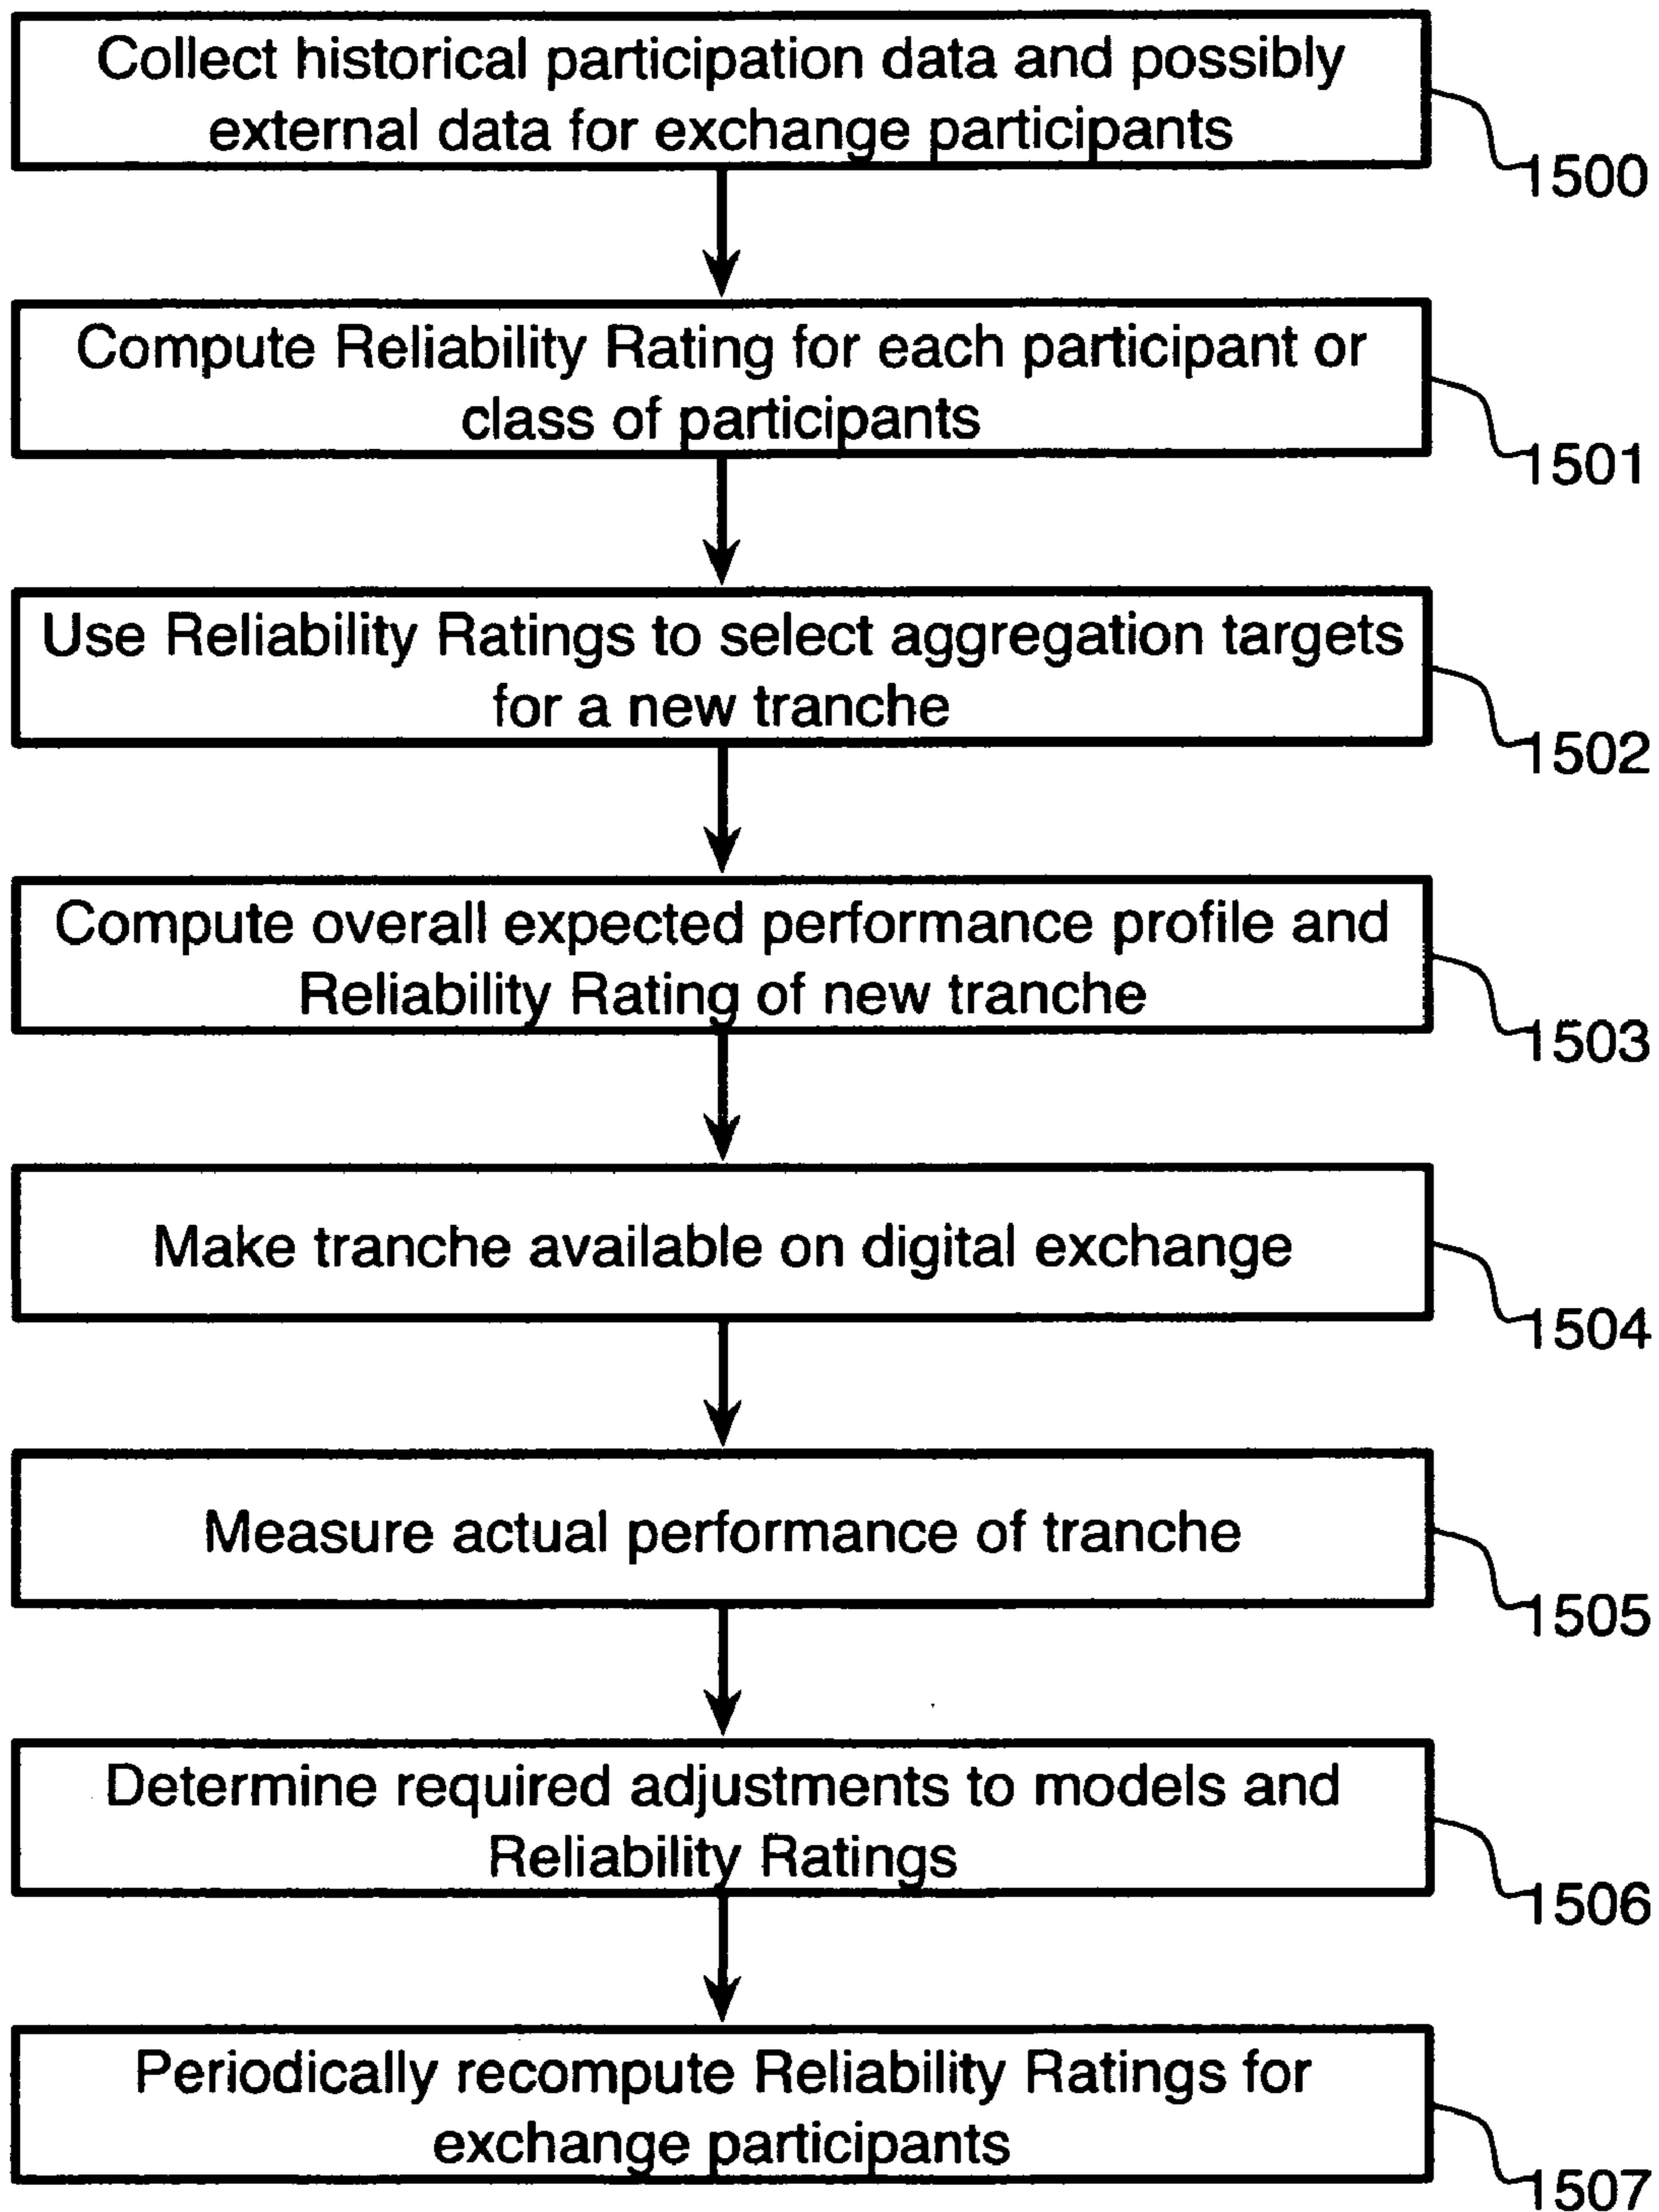 Collect historical participation data and possibly
external data for exchange participants
1500
Compute Reliability Rating for each participant or
class of participants
1501
Use Reliability Ratings to select aggregation targets
for a new tranche
1502
Compute overall expected performance profile and
Reliability Rating of new tranche
1503
Make tranche available on digital exchange
1504
Measure actual performance of tranche
1505
Determine required adjustments to models and
Reliability Ratings
1506
Periodically recompute Reliability Ratings for
exchange participants
1507